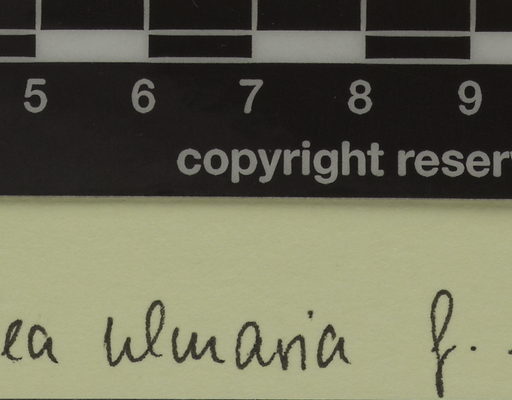 5 6 7 8 9
copyright reser
ea ulmaria f.